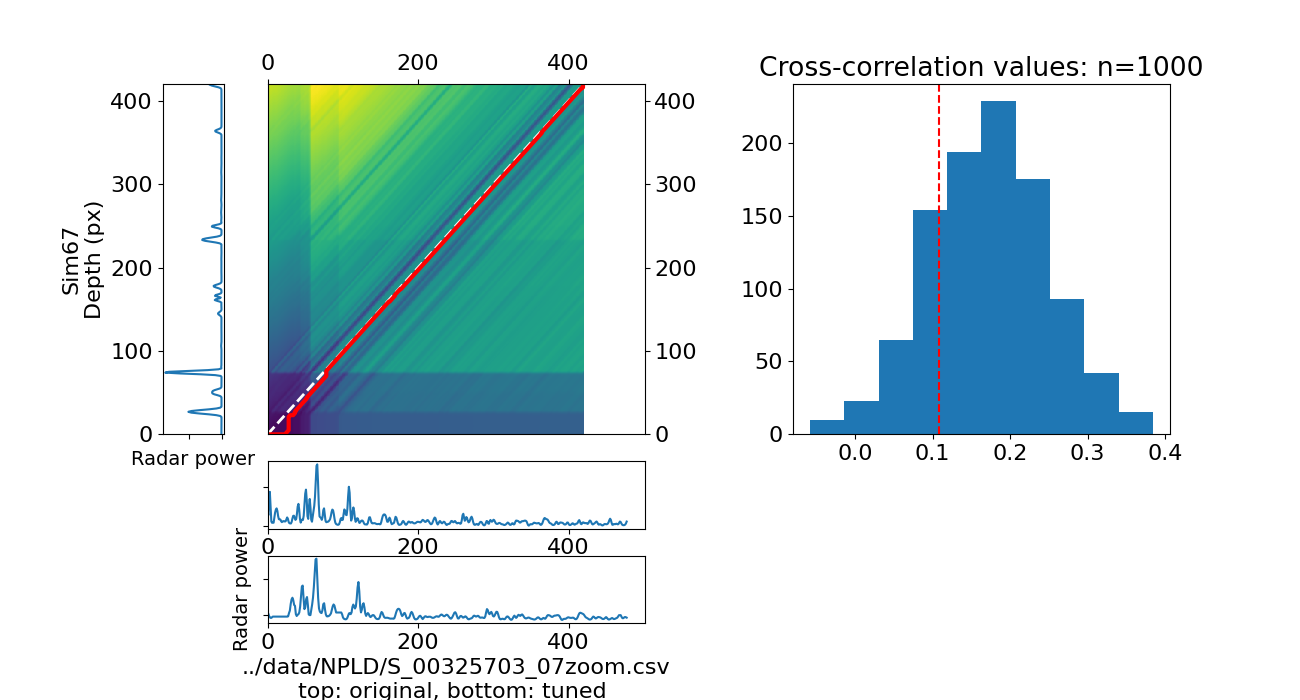 Cross-correlation values: n=1000
0 200 400
400
300
200
100
0
Sim67
Depth (px)
Radar power
400
300
200
100
0
200
150
100
50
0
0.0 0.1 0.2 0.3 0.4
0 200 400
Radar power
0 200 400
../data/NPLD/S_00325703_07zoom.csv
top: original, bottom: tuned